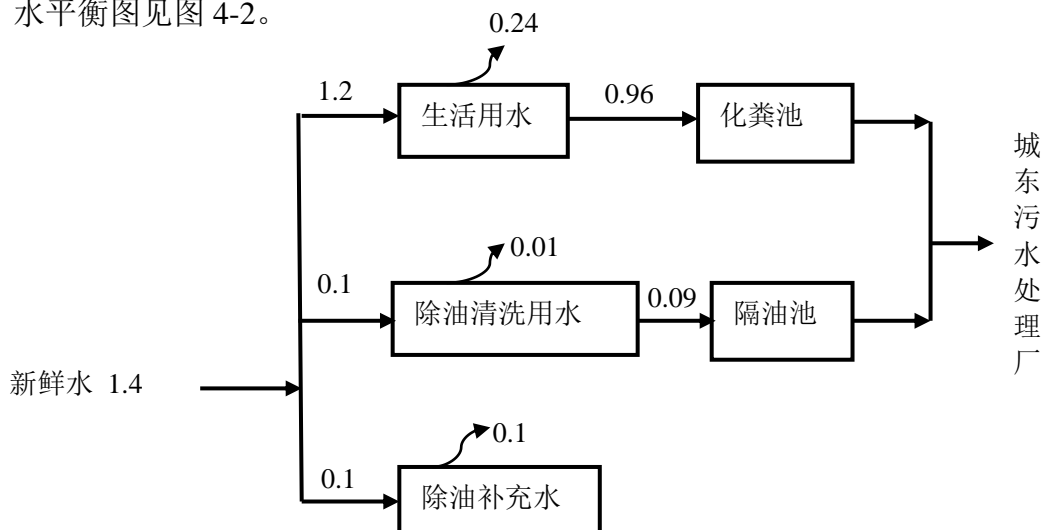 水平衡图见图 4-2。
0.24
1.2
生活用水
0.96
化粪池
0.01
0.1
除油清洗用水
0.09
隔油池
城东污水处理厂
新鲜水 1.4
0.1
0.1
除油补充水